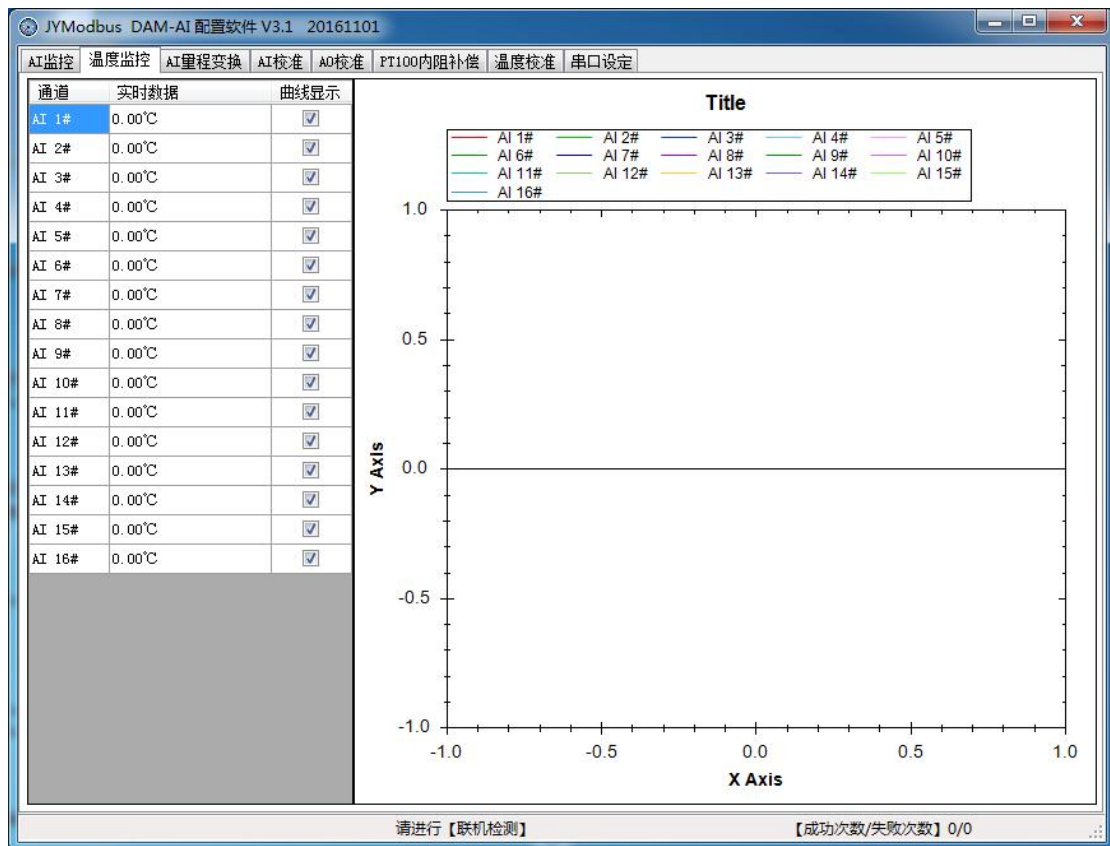 JYModbus DAM-AI 配置软件 V3.1 20161101
AI监控 温度监控 AI量程变换 AI校准 AO校准 PT100内阻补偿 温度校准 串口设定
通道 实时数据 曲线显示
AI 1# 0.00℃
AI 2# 0.00℃
AI 3# 0.00℃
AI 4# 0.00℃
AI 5# 0.00℃
AI 6# 0.00℃
AI 7# 0.00℃
AI 8# 0.00℃
AI 9# 0.00℃
AI 10# 0.00℃
AI 11# 0.00℃
AI 12# 0.00℃
AI 13# 0.00℃
AI 14# 0.00℃
AI 15# 0.00℃
AI 16# 0.00℃
Title
AI 1# AI 2# AI 3# AI 4# AI 5#
AI 6# AI 7# AI 8# AI 9# AI 10#
AI 11# AI 12# AI 13# AI 14# AI 15#
AI 16#
1.0
0.5
0.0
-0.5
-1.0
Y Axis
-1.0 -0.5 0.0 0.5 1.0
X Axis
请进行【联机检测】 【成功次数/失败次数】0/0